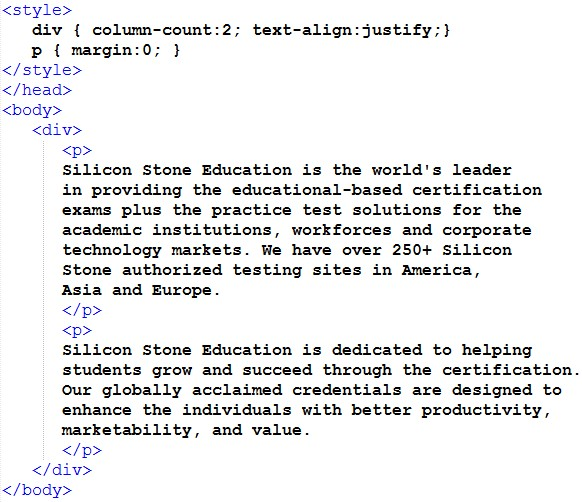 <style>
div { column-count:2; text-align:justify;}
p { margin:0; }
</style>
</head>
<body>
<div>
<p>
Silicon Stone Education is the world's leader
in providing the educational-based certification
exams plus the practice test solutions for the
academic institutions, workforces and corporate
technology markets. We have over 250+ Silicon
Stone authorized testing sites in America,
Asia and Europe.
</p>
<p>
Silicon Stone Education is dedicated to helping
students grow and succeed through the certification.
Our globally acclaimed credentials are designed to
enhance the individuals with better productivity,
marketability, and value.
</p>
</div>
</body>